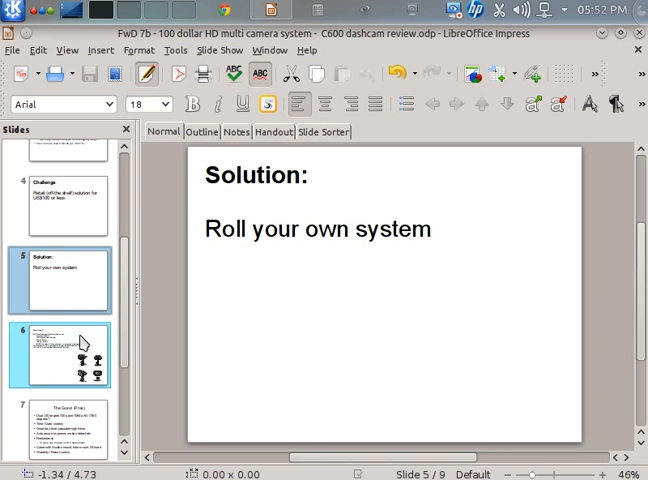 05:52 PM
FwD 7b - 100 dollar HD multi camera system - C600 dashcam review.odp - LibreOffice Impress
File Edit View Insert Format Tools Slide Show Window Help
Arial 18
Slides
Normal Outline Notes Handout Slide Sorter
4
Challenge:
Retail (off the shelf) solution for
US$100 or less
5
Solution:
Roll your own system
6
7
The Good (Pros)
Solution:
Roll your own system
-1.34 / 4.73 0.00 x 0.00 Slide 5 / 9 Default 46%